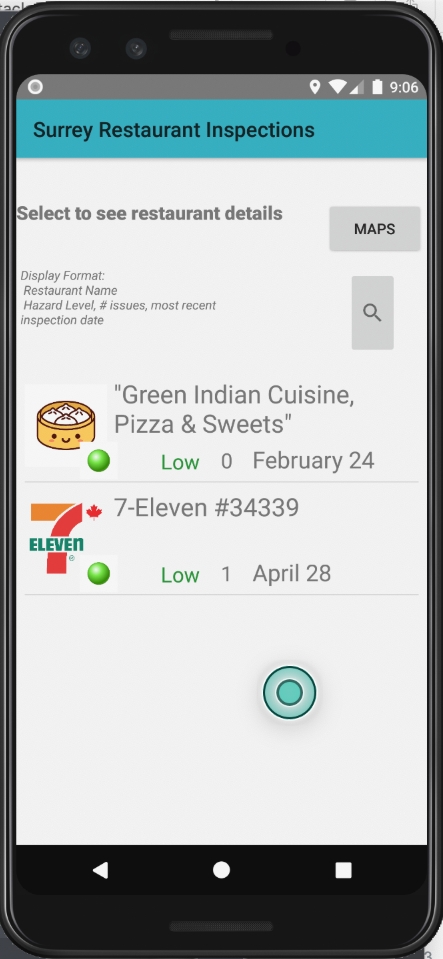 9:06
Surrey Restaurant Inspections
Select to see restaurant details
MAPS
Display Format:
Restaurant Name
Hazard Level, # issues, most recent
inspection date
"Green Indian Cuisine,
Pizza & Sweets"
Low 0 February 24
7-Eleven #34339
7
ELEVEN
®
Low 1 April 28
3